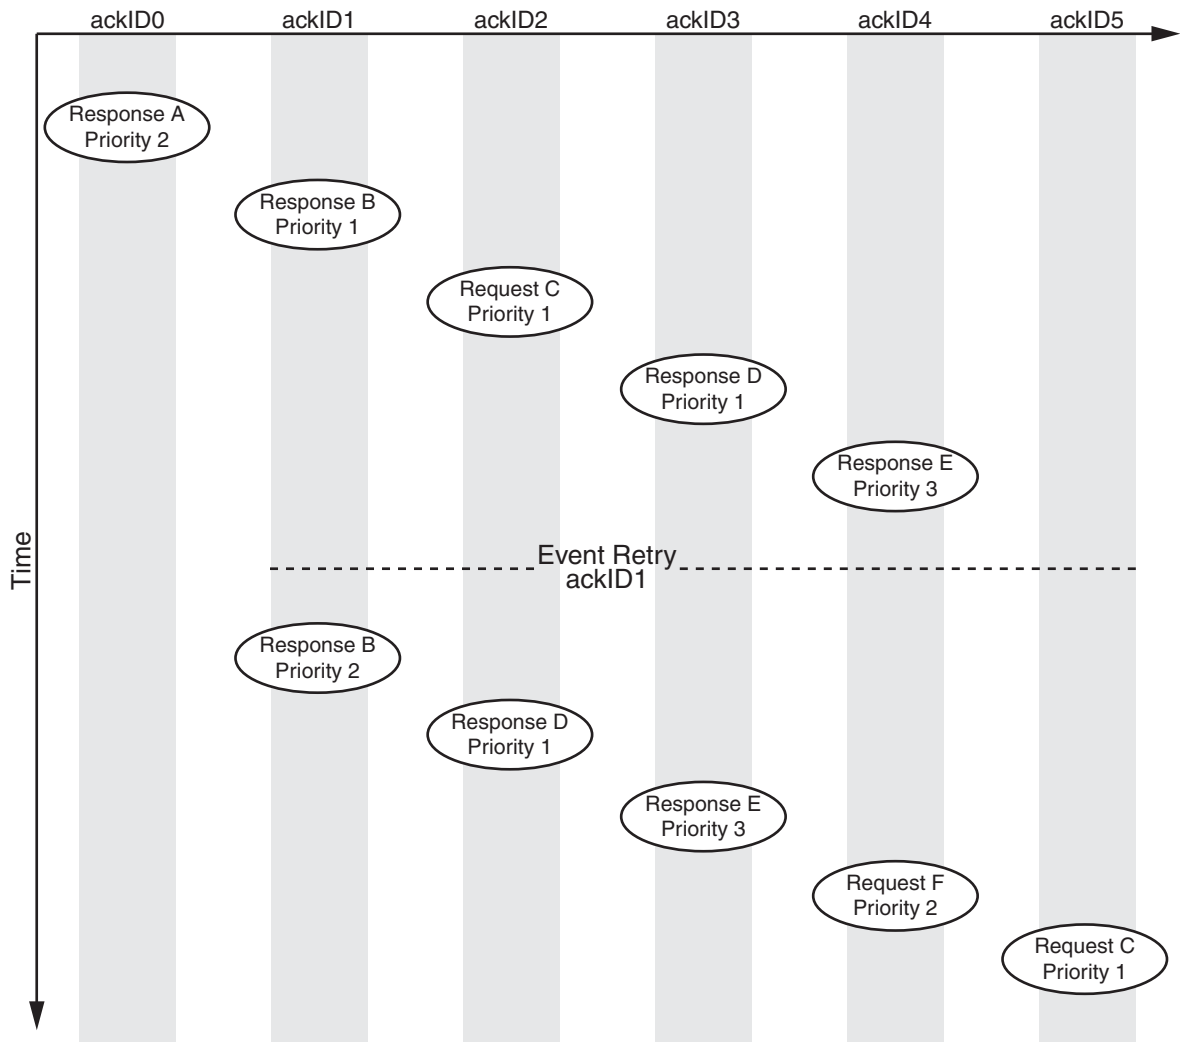 ackID0 ackID1 ackID2 ackID3 ackID4 ackID5
Response A
Priority 2
Response B
Priority 1
Request C
Priority 1
Response D
Priority 1
Response E
Priority 3
Time
Event Retry
ackID1
Response B
Priority 2
Response D
Priority 1
Response E
Priority 3
Request F
Priority 2
Request C
Priority 1